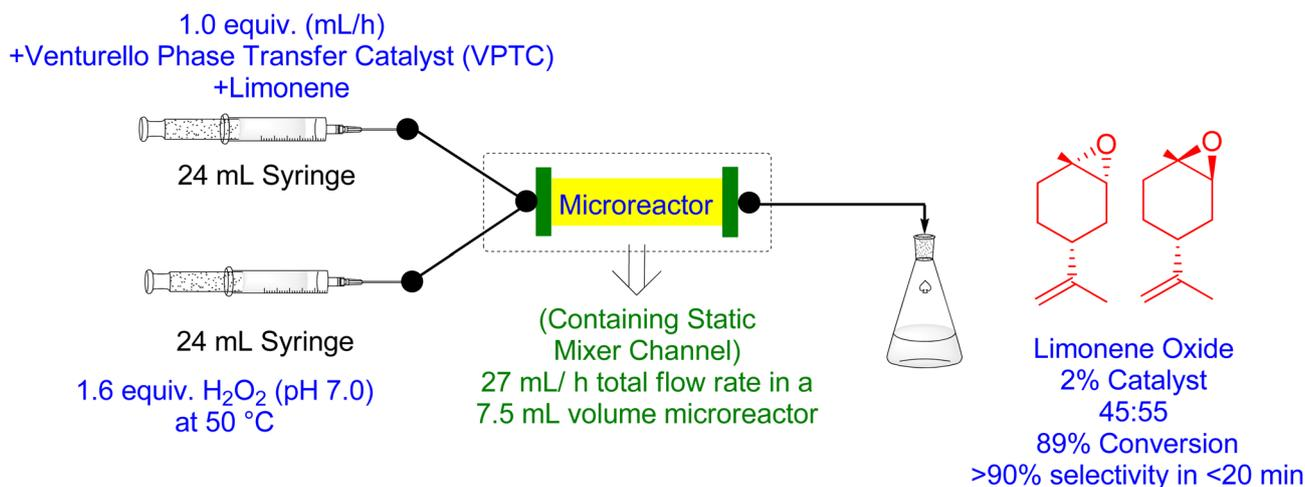 1.0 equiv. (mL/h)
+Venturello Phase Transfer Catalyst (VPTC)
+Limonene
24 mL Syringe
24 mL Syringe
1.6 equiv. H₂O₂ (pH 7.0)
at 50 °C
Microreactor
(Containing Static
Mixer Channel)
27 mL/ h total flow rate in a
7.5 mL volume microreactor
O
O
Limonene Oxide
2% Catalyst
45:55
89% Conversion
>90% selectivity in <20 min